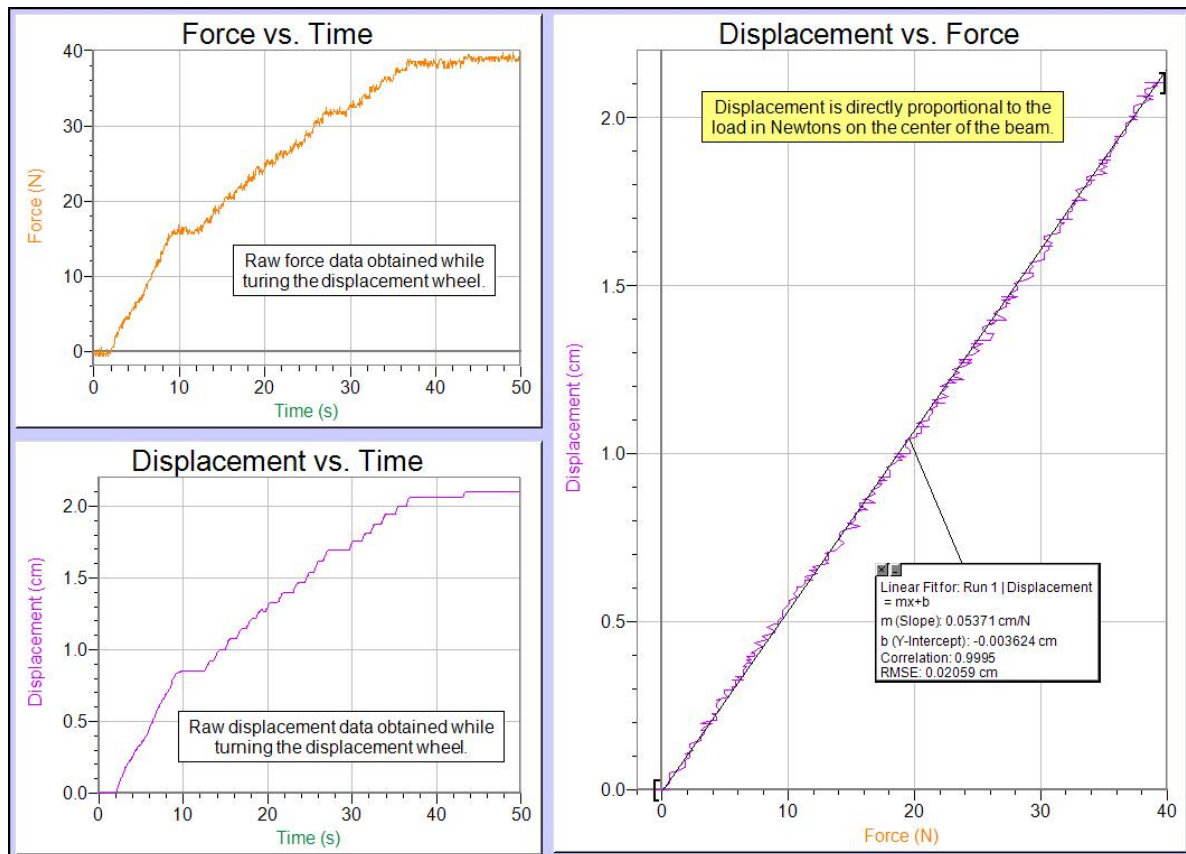 Force vs. Time
40
30
20
10
0
Force (N)
Raw force data obtained while
turing the displacement wheel.
0 10 20 30 40 50
Time (s)
Displacement vs. Time
2.0
1.5
1.0
0.5
0.0
Displacement (cm)
Raw displacement data obtained while
turning the displacement wheel.
0 10 20 30 40 50
Time (s)
Displacement vs. Force
Displacement is directly proportional to the
load in Newtons on the center of the beam.
2.0
1.5
1.0
0.5
0.0
Displacement (cm)
Linear Fit for: Run 1 | Displacement
= mx+b
m (Slope): 0.05371 cm/N
b (Y-Intercept): -0.003624 cm
Correlation: 0.9995
RMSE: 0.02059 cm
0 10 20 30 40
Force (N)